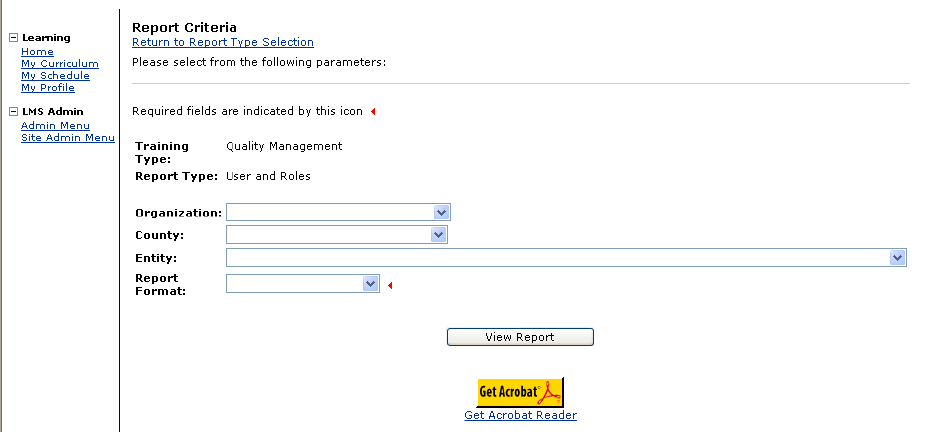 Learning
Home
My Curriculum
My Schedule
My Profile
LMS Admin
Admin Menu
Site Admin Menu
Report Criteria
Return to Report Type Selection
Please select from the following parameters:
Required fields are indicated by this icon
Training Type: Quality Management
Report Type: User and Roles
Organization:
County:
Entity:
Report
Format:
View Report
Get Acrobat
Get Acrobat Reader